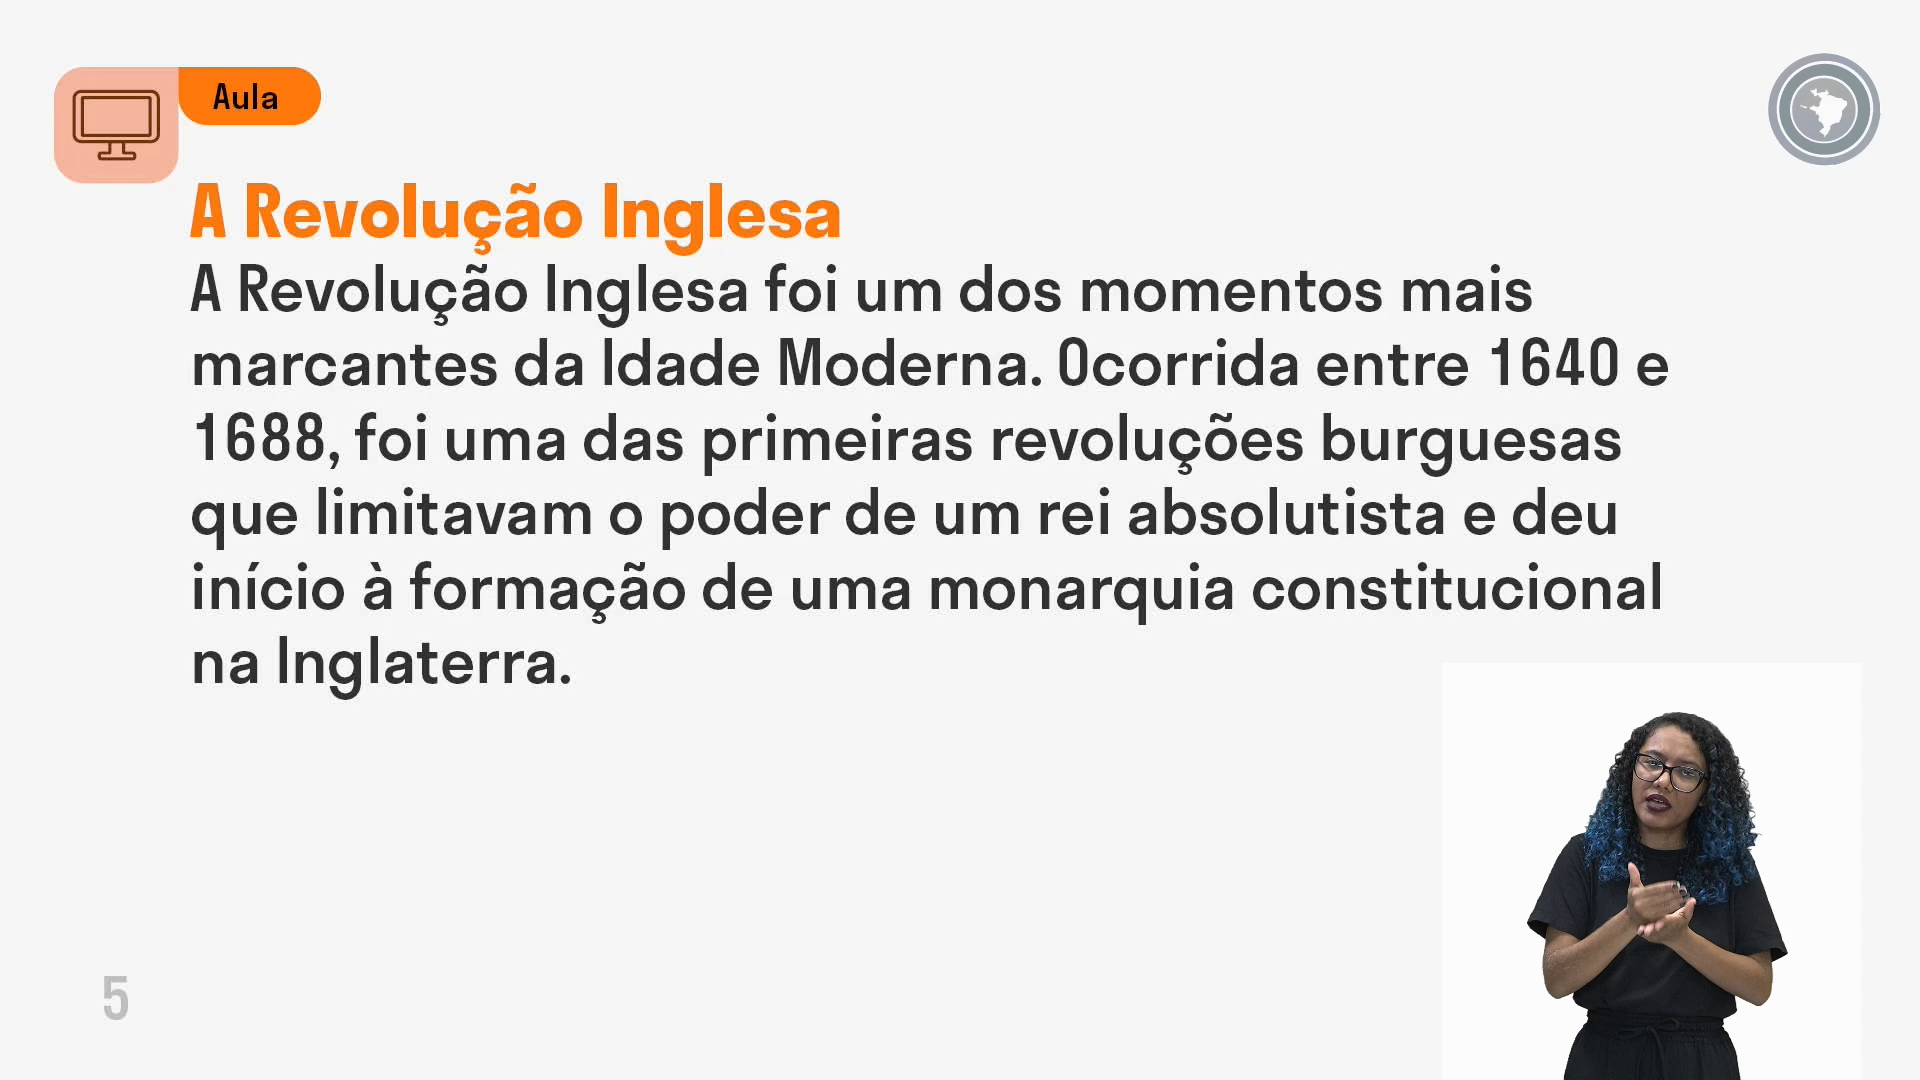 Aula
A Revolução Inglesa
A Revolução Inglesa foi um dos momentos mais
marcantes da Idade Moderna. Ocorrida entre 1640 e
1688, foi uma das primeiras revoluções burguesas
que limitavam o poder de um rei absolutista e deu
início à formação de uma monarquia constitucional
na Inglaterra.
5